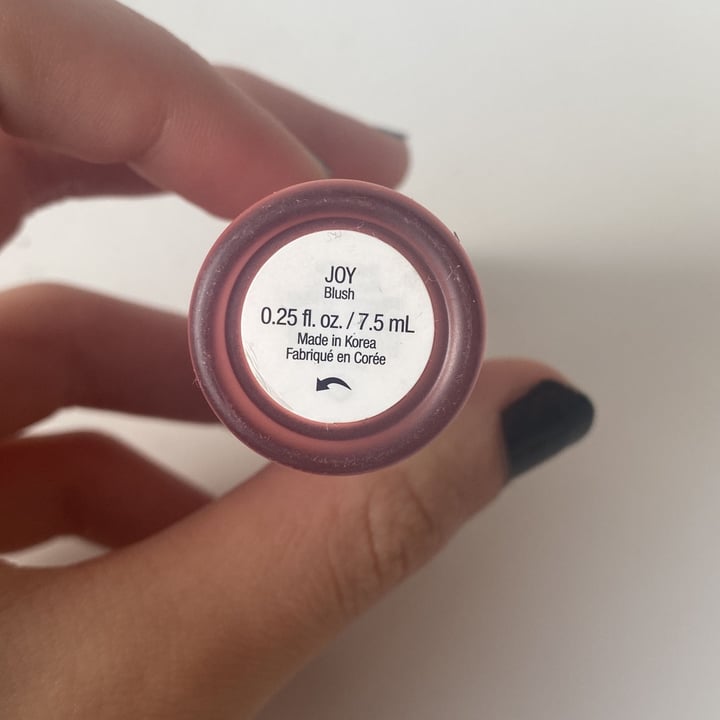 JOY
Blush
0.25 fl. oz. / 7.5 mL
Made in Korea
Fabriqué en Corée